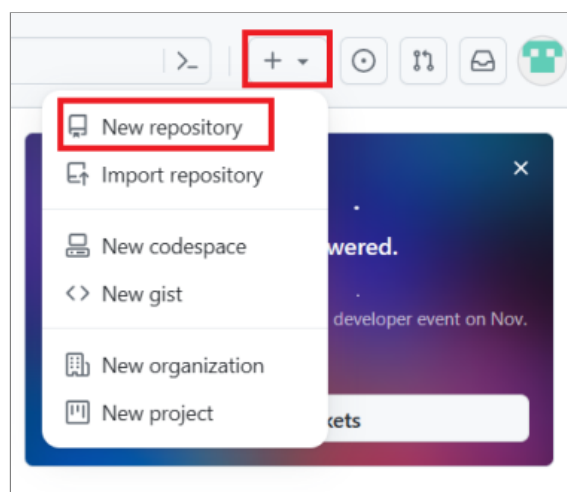 New repository
Import repository
New codespace
wered.
New gist
developer event on Nov.
New organization
New project
kets